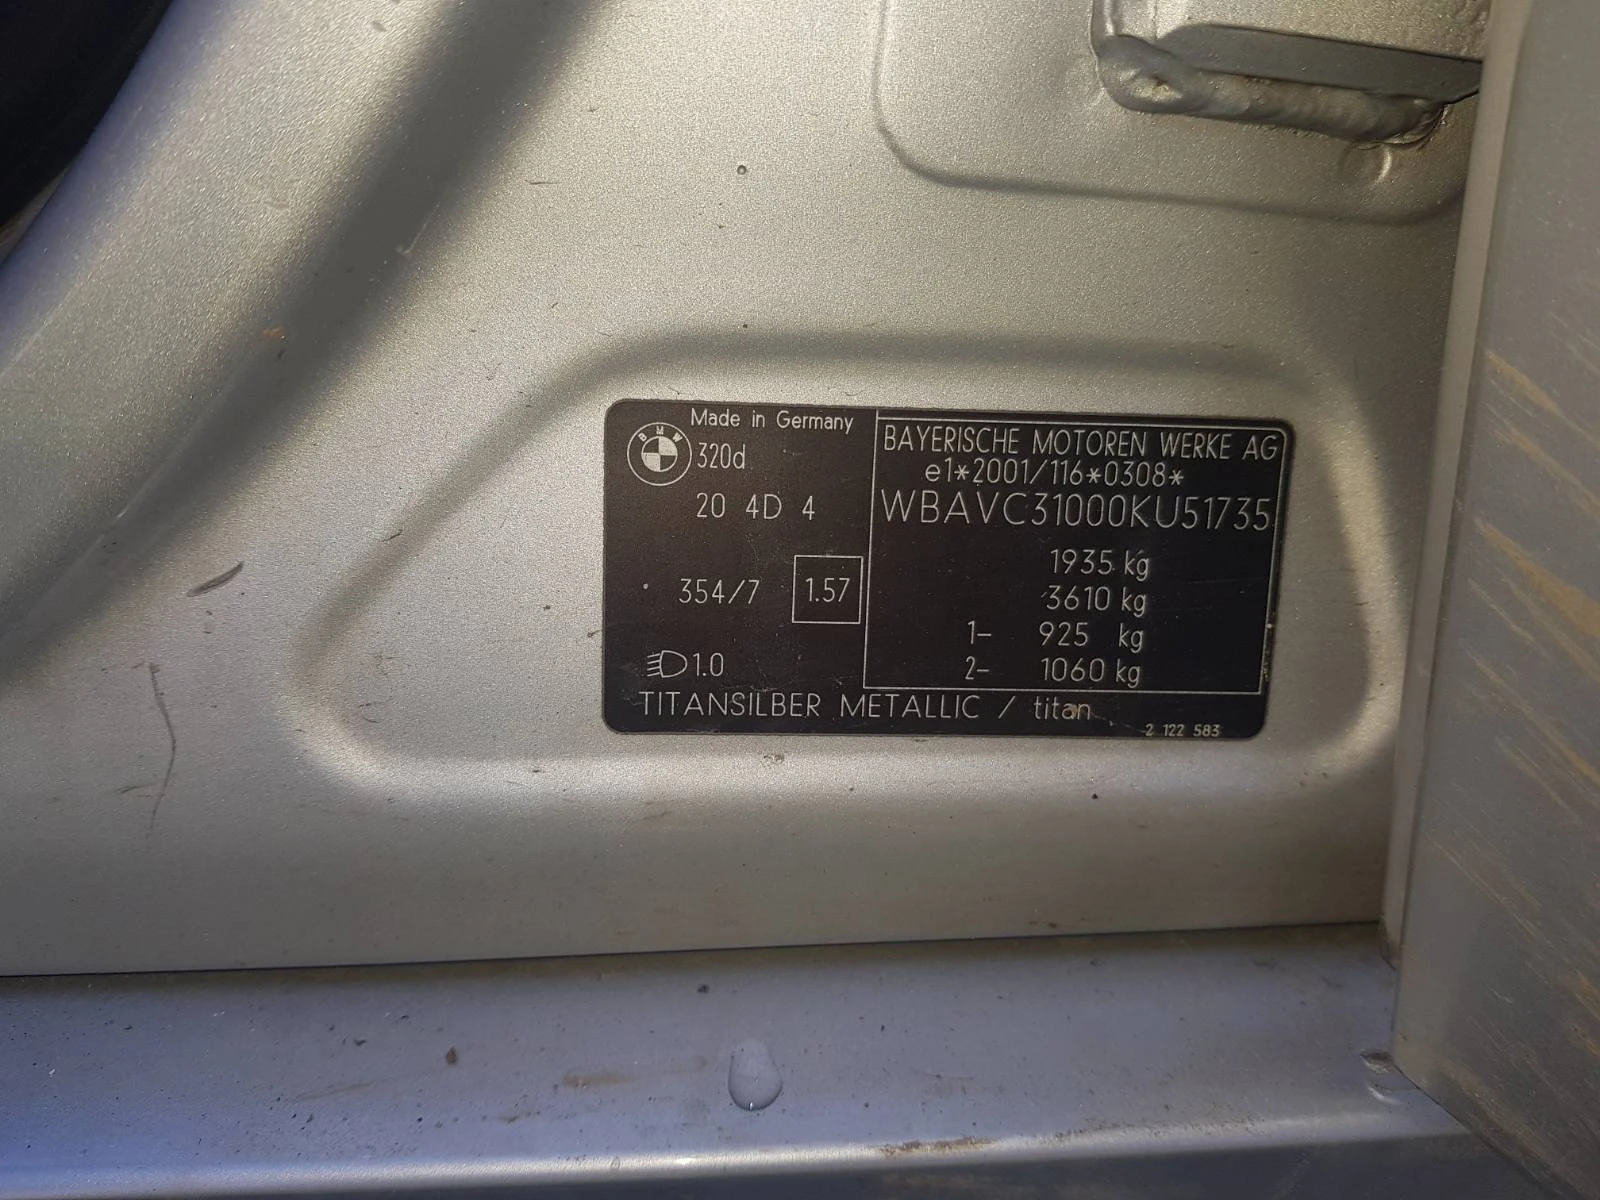 Made in Germany
BMW
320d
20 4D 4
354/7 1.57
1.0
BAYERISCHE MOTOREN WERKE AG
e1*2001/116*0308*
WBAVC31000KU51735
1935 kg
3610 kg
1- 925 kg
2- 1060 kg
TITANSILBER METALLIC / titan
2 122 583